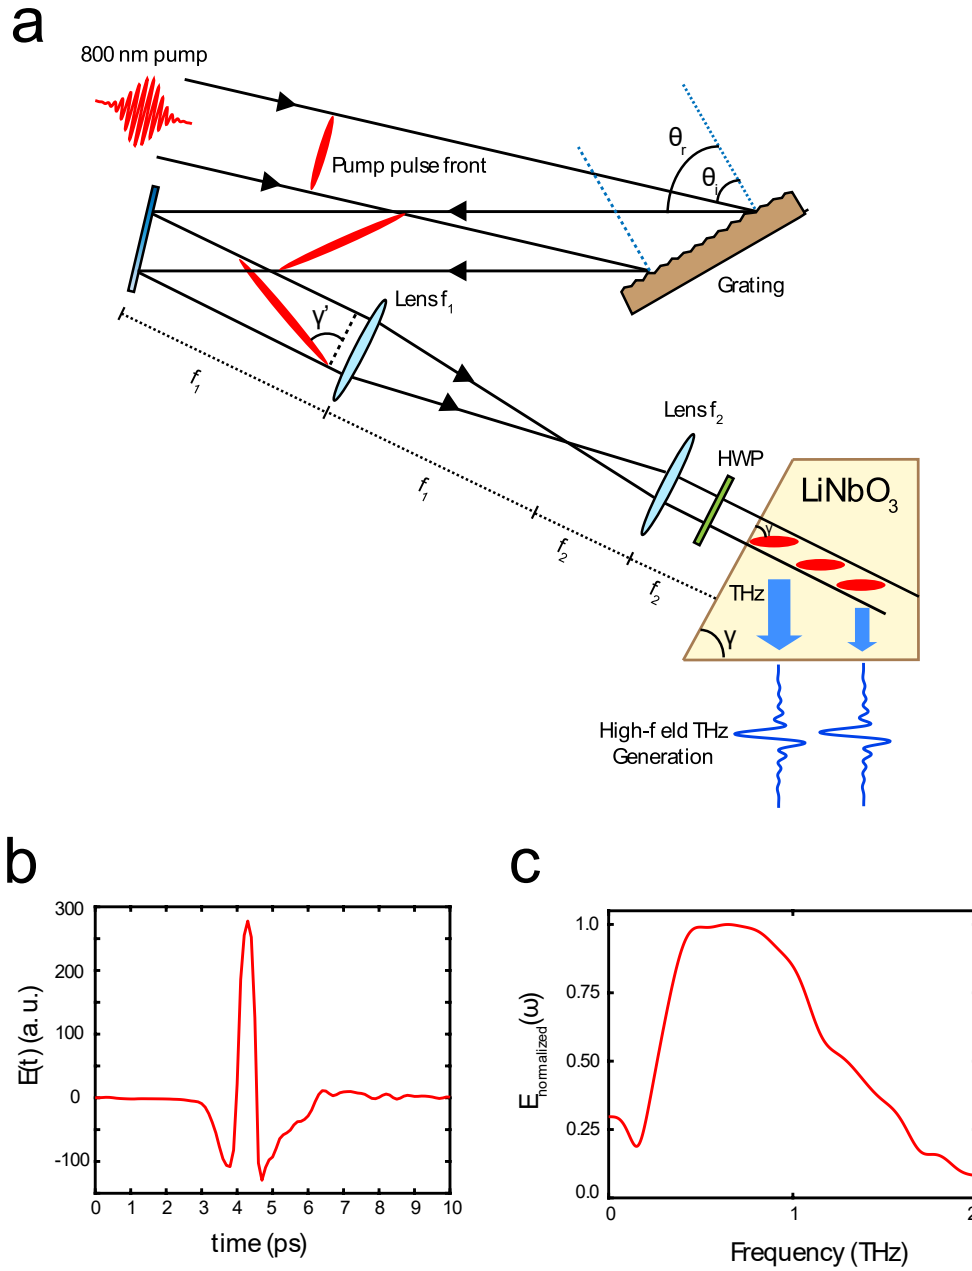 a
800 nm pump
θr
θi
Pump pulse front
Grating
Lens f1
γ’
f1
Lens f2
f1
HWP
LiNbO3
γ
f2
THz
f2
γ
High-f eld THz
Generation
b
c
300
200
100
0
-100
E(t) (a. u.)
0 1 2 3 4 5 6 7 8 9 10
time (ps)
1.0
0.75
0.50
0.25
0.0
Enormalized(ω)
0 1 2
Frequency (THz)